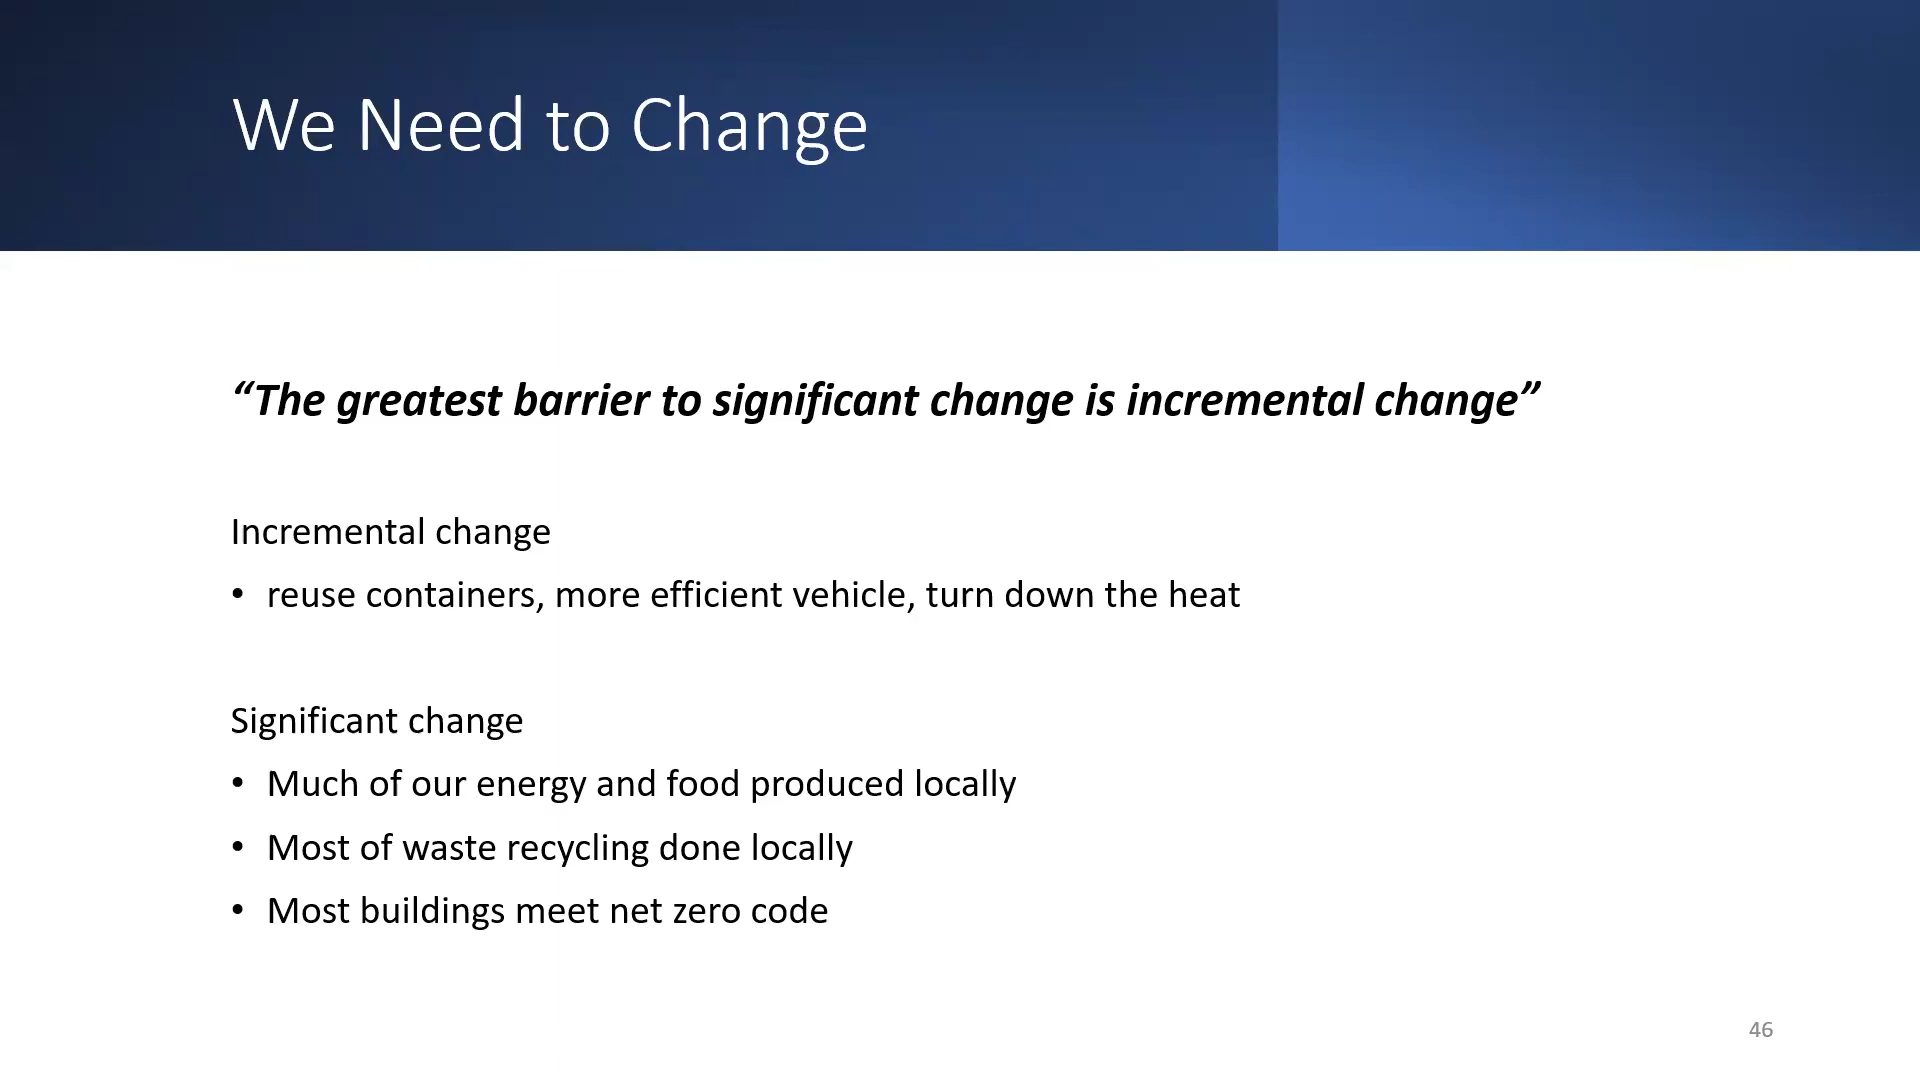 We Need to Change
“The greatest barrier to significant change is incremental change”
Incremental change
• reuse containers, more efficient vehicle, turn down the heat
Significant change
• Much of our energy and food produced locally
• Most of waste recycling done locally
• Most buildings meet net zero code
46